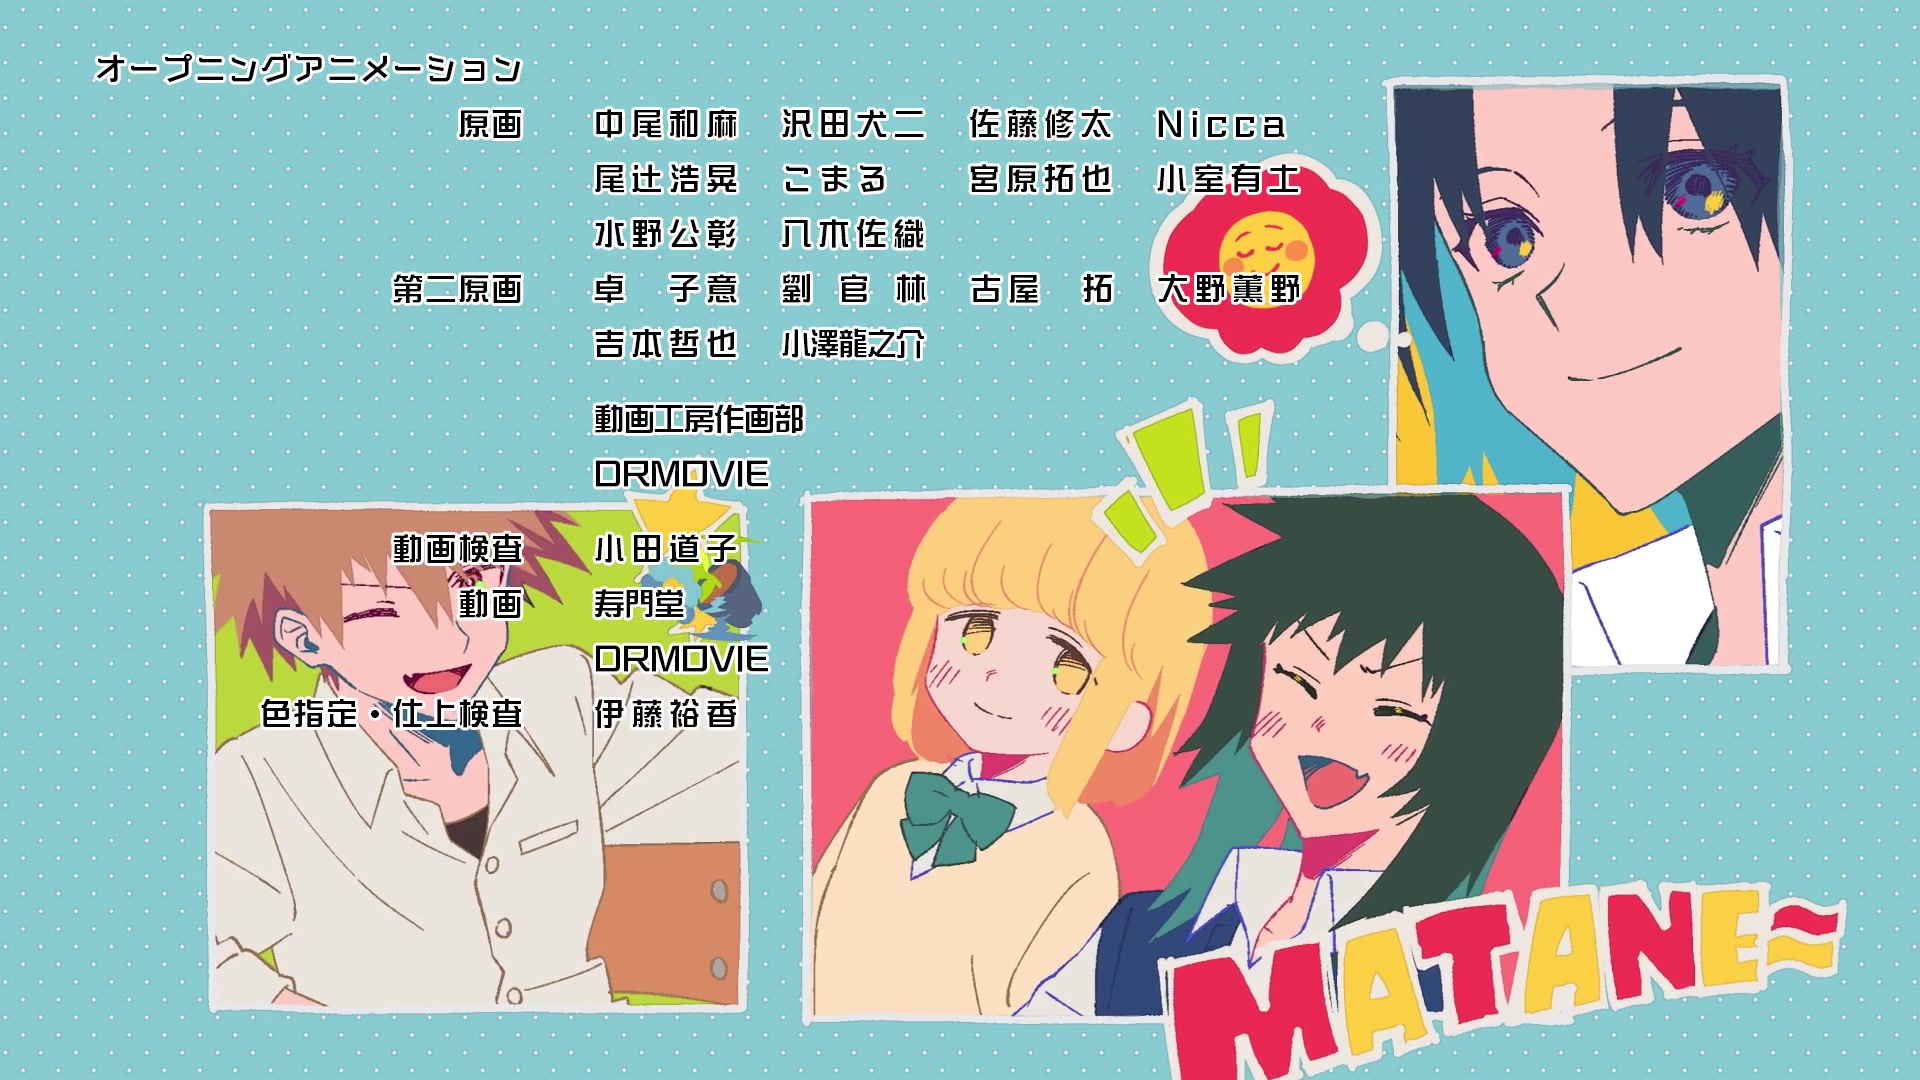 オープニングアニメーション
原画 中尾和麻 沢田犬二 佐藤修太 Nicca
尾辻浩晃 こまる 宮原拓也 小室有士
水野公彰 八木佐織
第二原画 卓 子意 劉官林 古屋 拓 大野薫野
吉本哲也 小澤龍之介
動画工房作画部
DRMOVIE
動画検査 小田道子
動画 寿門堂
DRMOVIE
色指定・仕上検査 伊藤裕香
MATANE~